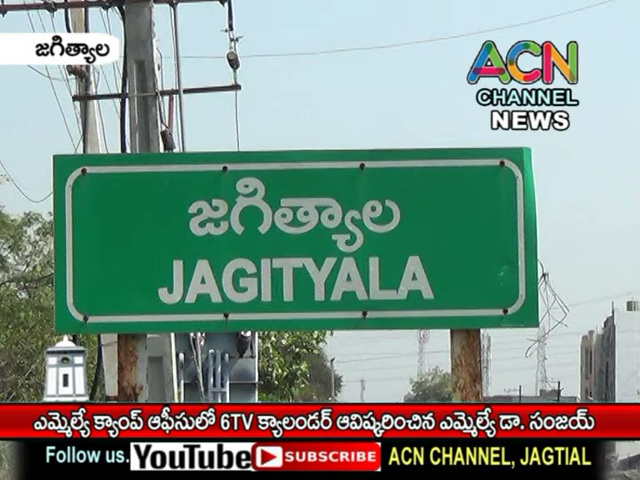 జగిత్యాల
ACN
CHANNEL
NEWS
జగిత్యాల
JAGITYALA
ఎమ్మెల్యే క్యాంప్ ఆఫీసులో 6TV క్యాలండర్ ఆవిష్కరించిన ఎమ్మెల్యే డా. సంజయ్
Follow us. YouTube SUBSCRIBE ACN CHANNEL, JAGTIAL